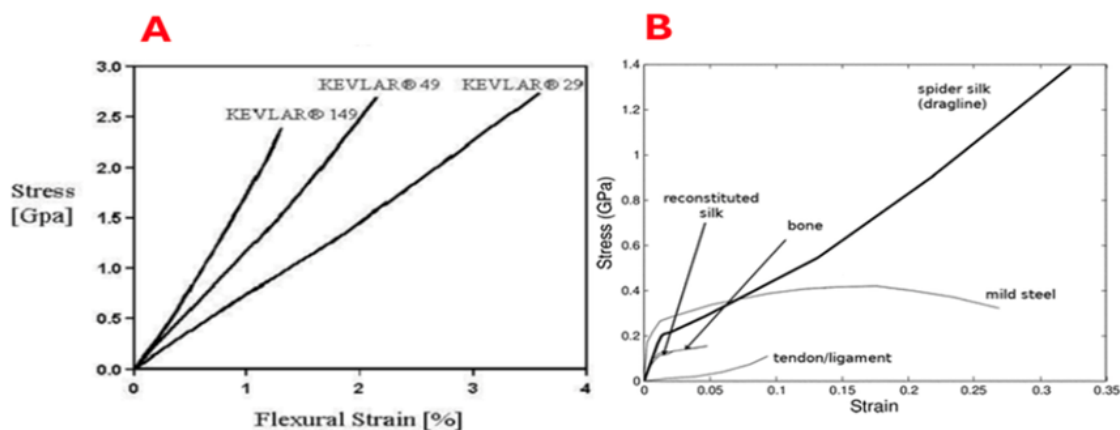 A
3.0
2.5
2.0
1.5
1.0
0.5
0.0
Stress
[Gpa]
KEVLAR® 149
KEVLAR® 49
KEVLAR® 29
0
1
2
3
4
Flexural Strain [%]
B
1.4
1.2
1
0.8
0.6
0.4
0.2
0
Stress (GPa)
spider silk
(dragline)
reconstituted
silk
bone
mild steel
tendon/ligament
0
0.05
0.1
0.15
0.2
0.25
0.3
0.35
Strain